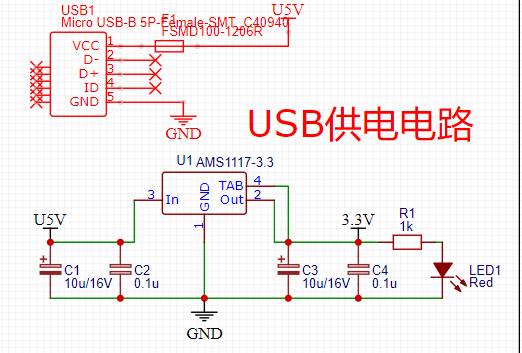 USB1
Micro USB-B 5P-Female-SMT_C40940
F1
FSMD100-1206R
U5V
VCC 1
D- 2
D+ 3
ID 4
GND 5
GND
USB供电电路
U1 AMS1117-3.3
3 In
GND
1
TAB 4
Out 2
U5V
3.3V
R1
1k
C1
10u/16V
C2
0.1u
C3
10u/16V
C4
0.1u
LED1
Red
GND